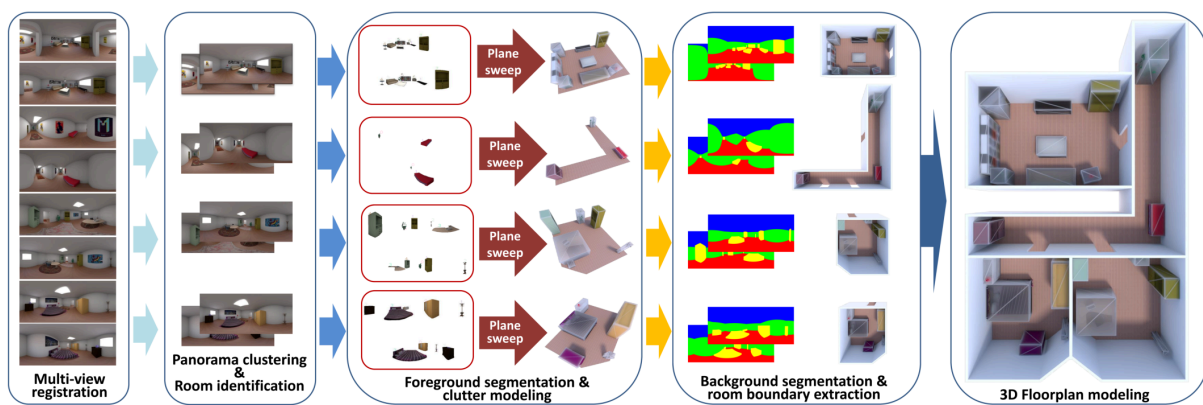 Plane
sweep
Plane
sweep
Plane
sweep
Plane
sweep
Multi-view
registration
Panorama clustering
&
Room identification
Foreground segmentation &
clutter modeling
Background segmentation &
room boundary extraction
3D Floorplan modeling